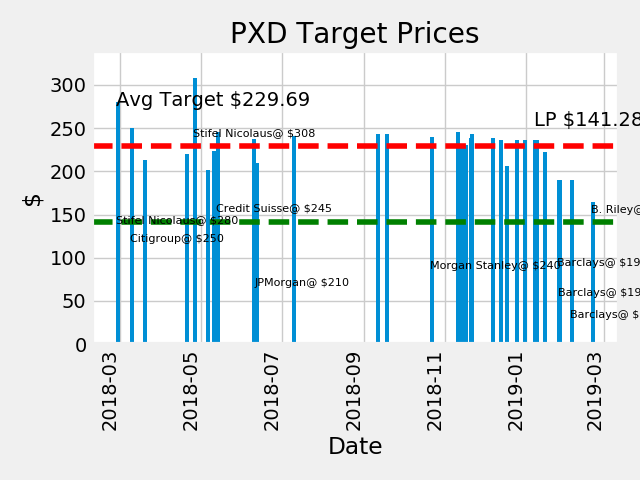 PXD Target Prices
300
250
200
150
100
50
0
$
Avg Target $229.69
LP $141.28
Stifel Nicolaus@ $308
Credit Suisse@ $245
B. Riley@
Stifel Nicolaus@ $280
Citigroup@ $250
Morgan Stanley@ $240
Barclays@ $19
JPMorgan@ $210
Barclays@ $19
Barclays@ $
2018-03
2018-05
2018-07
2018-09
2018-11
2019-01
2019-03
Date